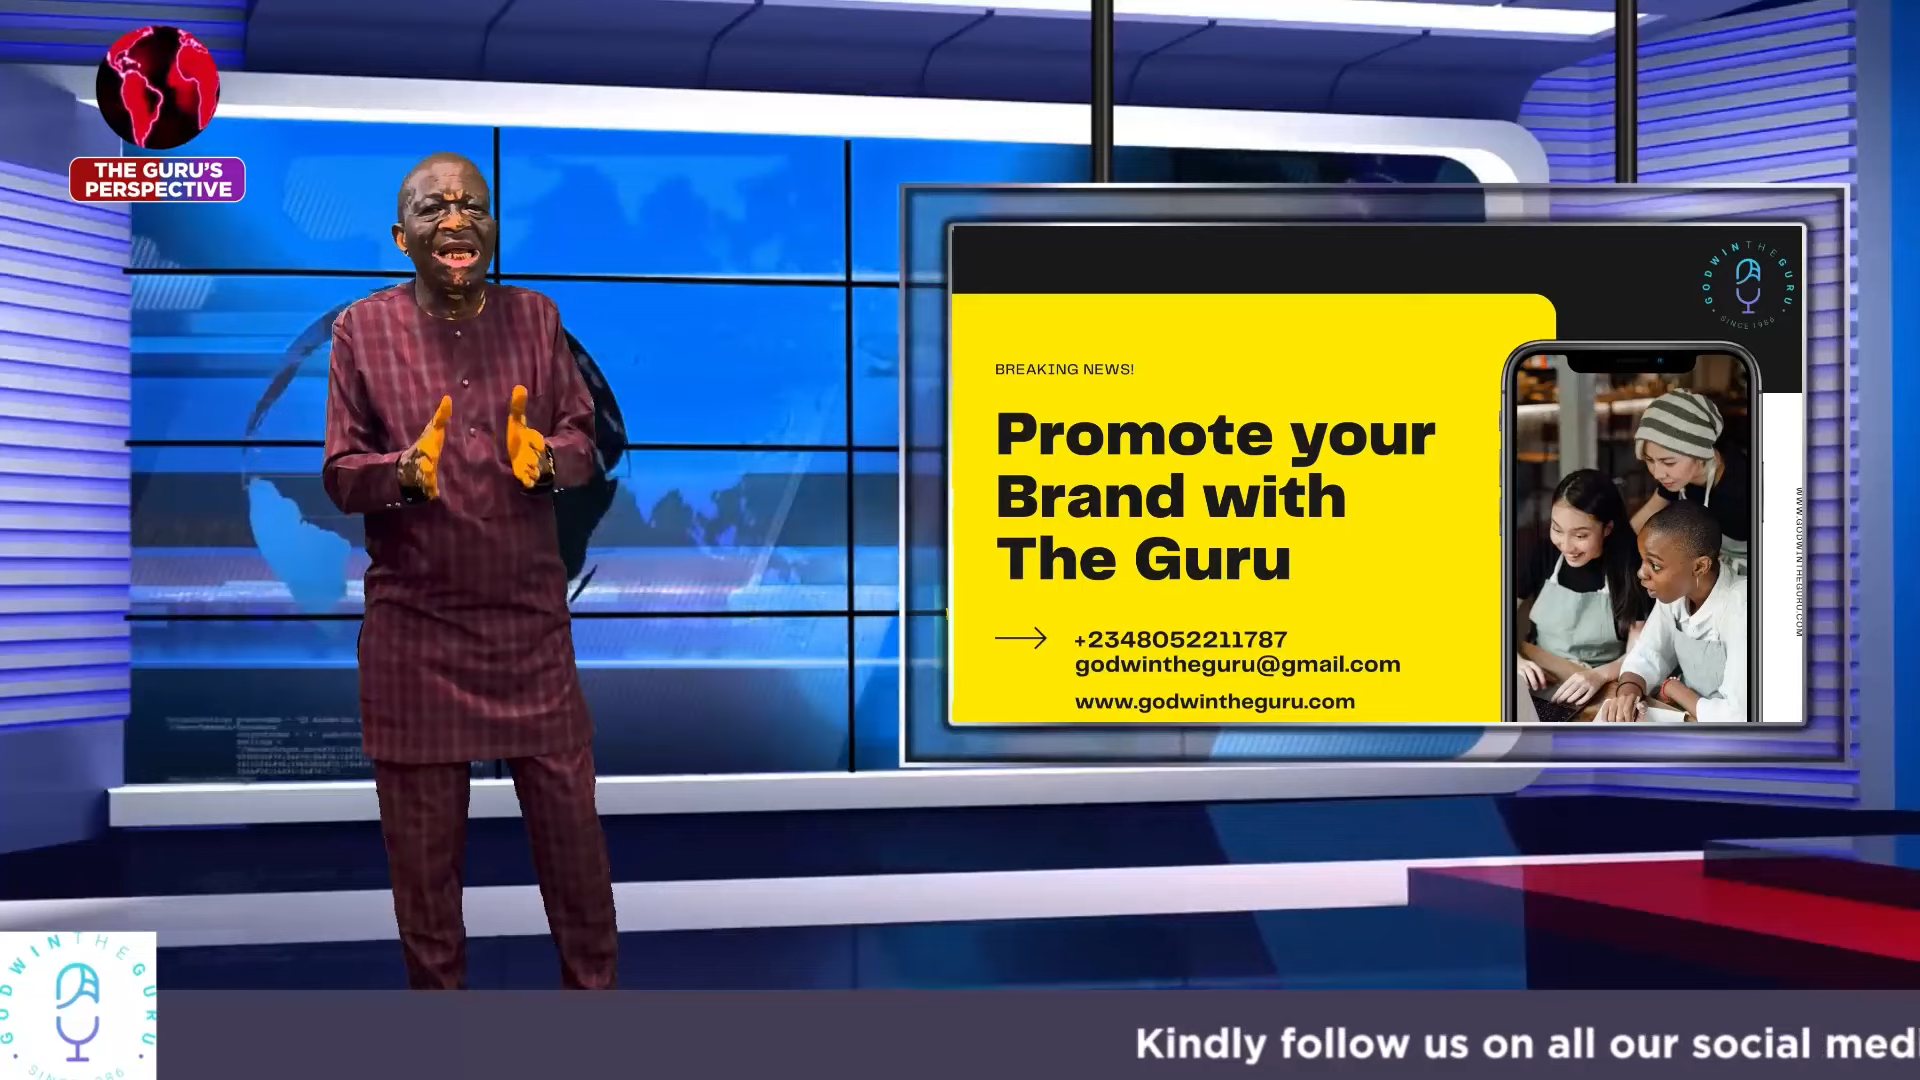 THE GURU'S
PERSPECTIVE
GODWINTHEGURU
SINCE 1986
BREAKING NEWS!
Promote your
Brand with
The Guru
+2348052211787
godwintheguru@gmail.com
www.godwintheguru.com
WWW.GODWINTHEGURU.COM
GODWINTHEGURU
Kindly follow us on all our social medi